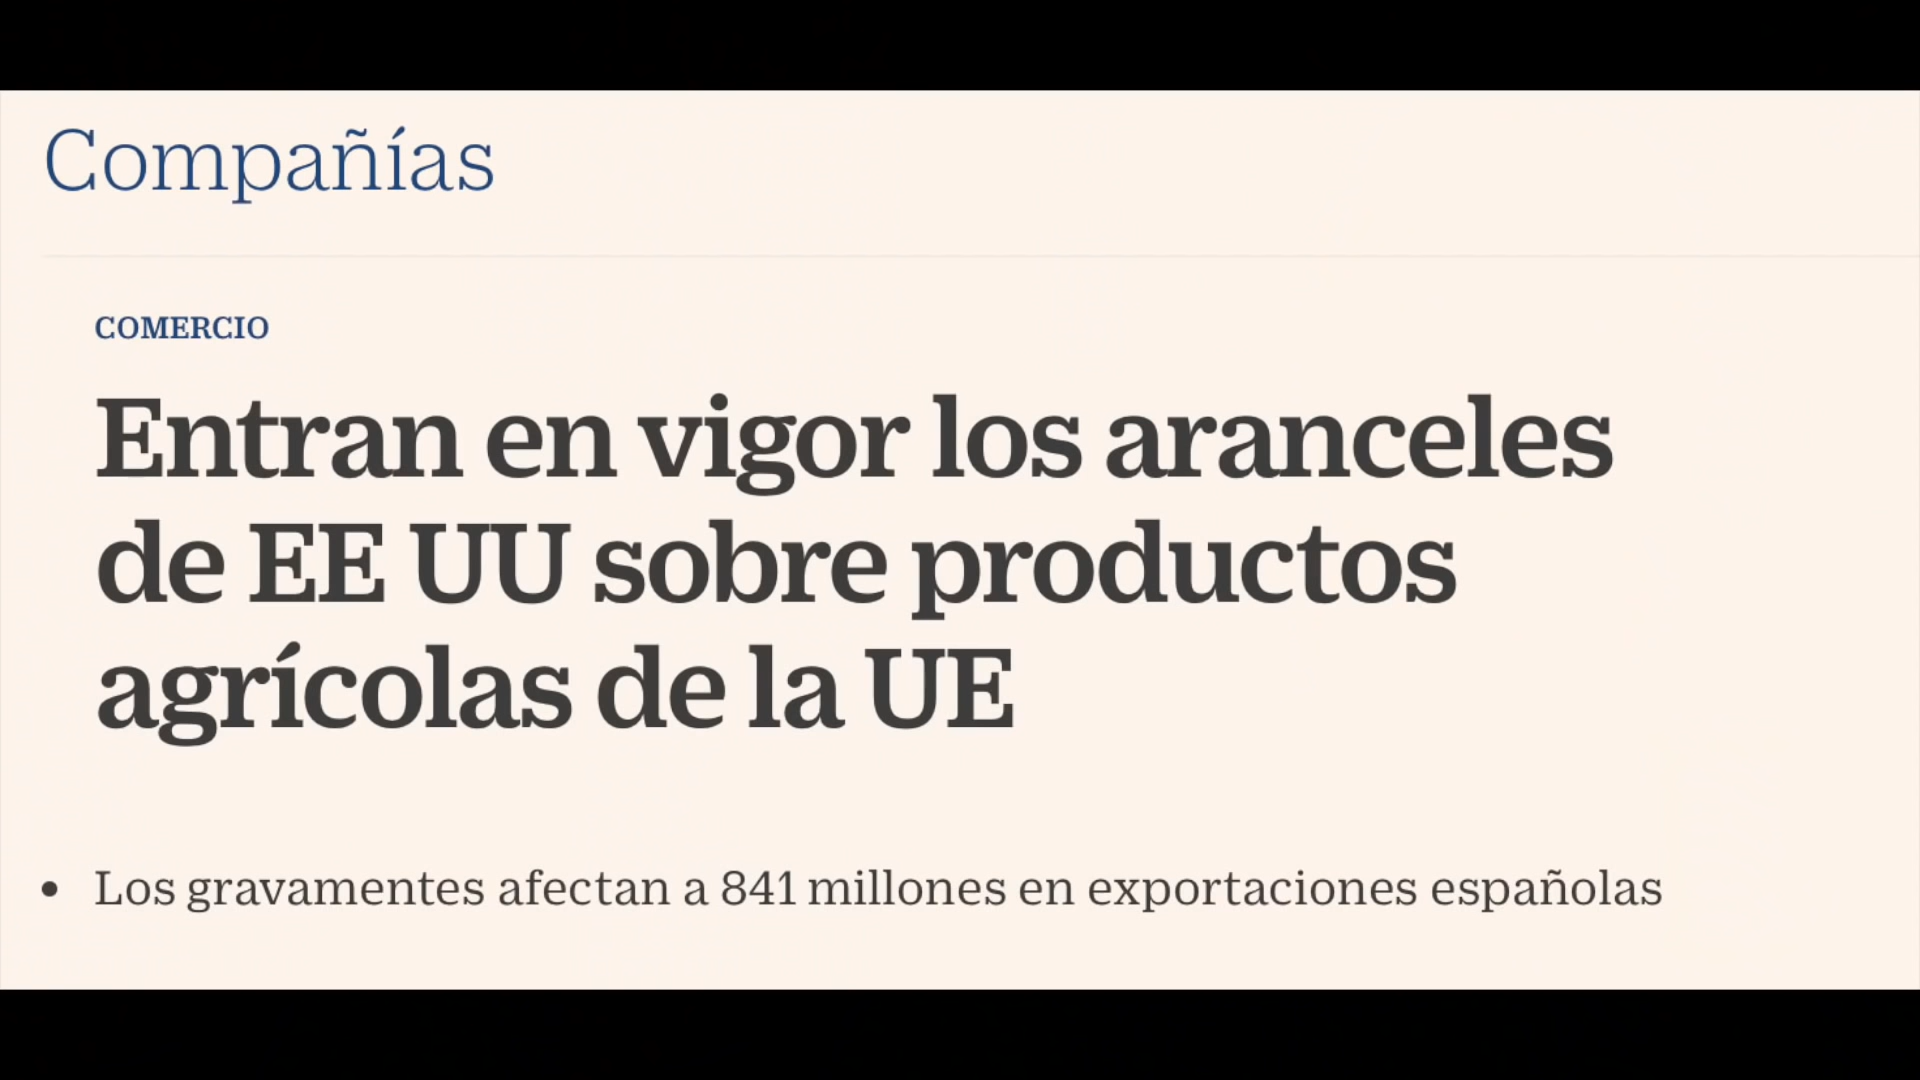 Compañías
COMERCIO
Entran en vigor los aranceles
de EE UU sobre productos
agrícolas de la UE
• Los gravamentes afectan a 841 millones en exportaciones españolas